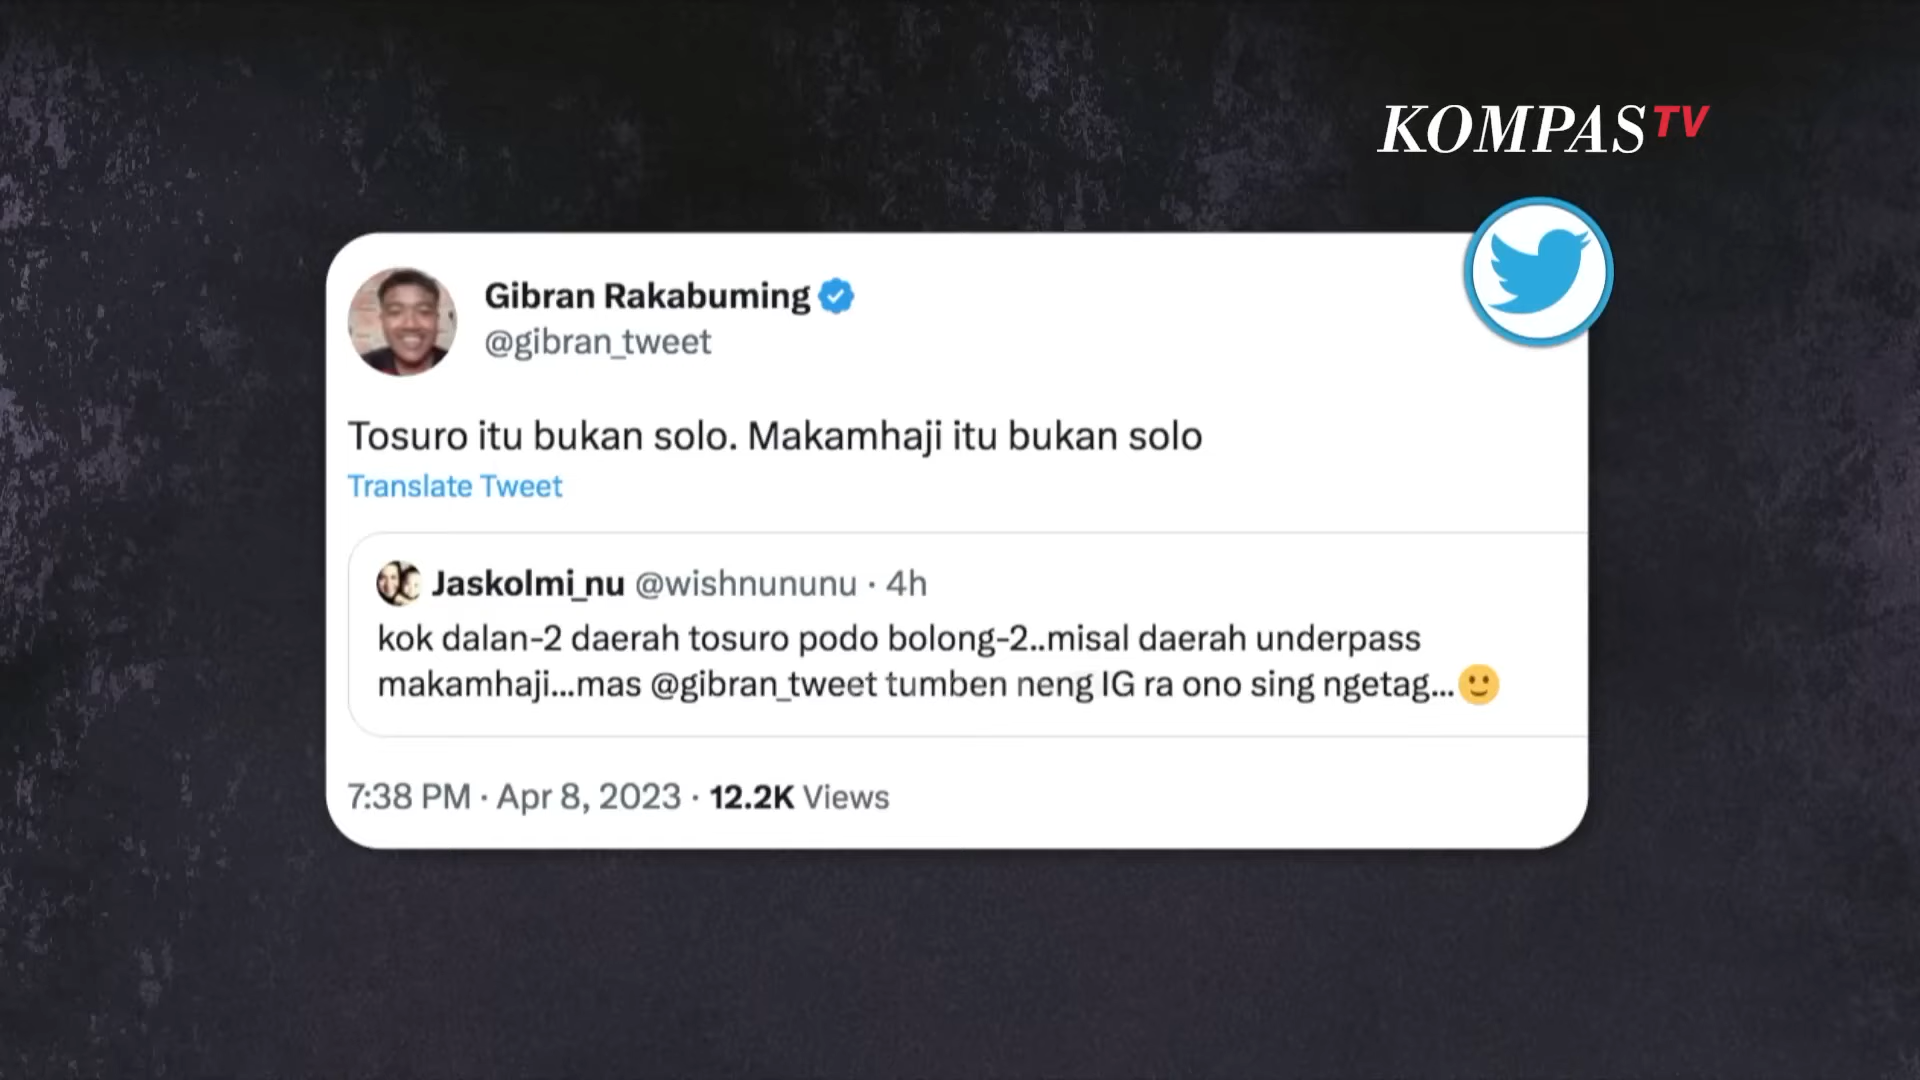 KOMPAS TV
Gibran Rakabuming
@gibran_tweet
Tosuro itu bukan solo. Makamhaji itu bukan solo
Translate Tweet
Jaskolmi_nu @wishnununu · 4h
kok dalan-2 daerah tosuro podo bolong-2..misal daerah underpass
makamhaji...mas @gibran_tweet tumben neng IG ra ono sing ngetag...🙂
7:38 PM · Apr 8, 2023 · 12.2K Views